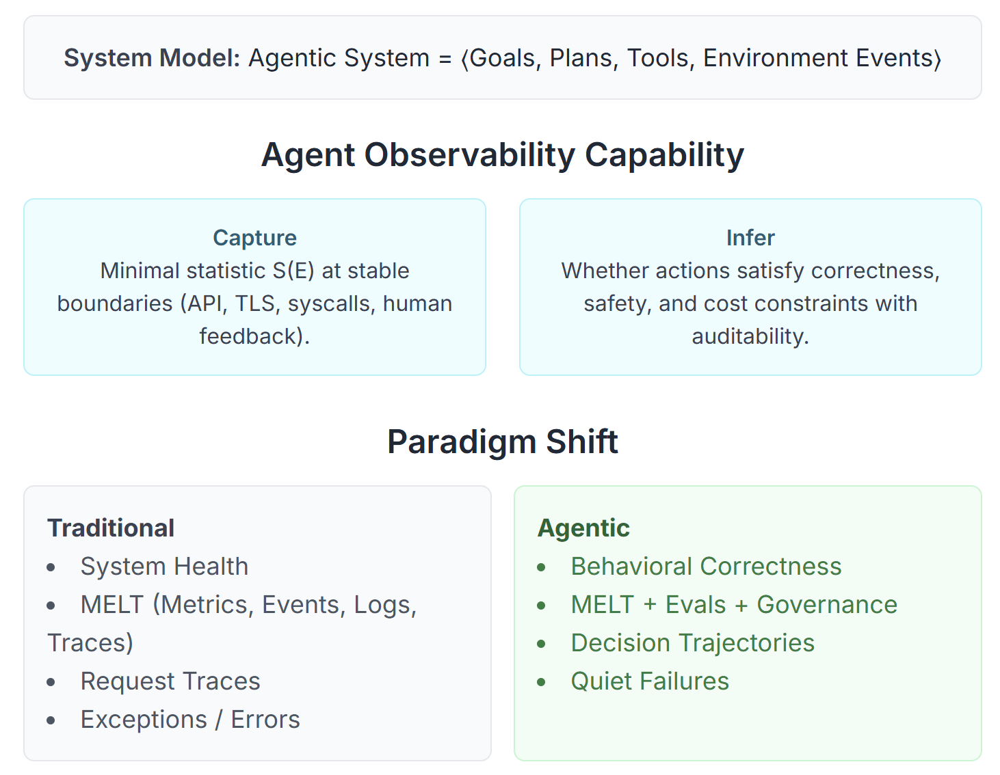 System Model: Agentic System = ⟨Goals, Plans, Tools, Environment Events⟩
Agent Observability Capability
Capture
Minimal statistic S(E) at stable
boundaries (API, TLS, syscalls, human
feedback).
Infer
Whether actions satisfy correctness,
safety, and cost constraints with
auditability.
Paradigm Shift
Traditional
• System Health
• MELT (Metrics, Events, Logs,
Traces)
• Request Traces
• Exceptions / Errors
Agentic
• Behavioral Correctness
• MELT + Evals + Governance
• Decision Trajectories
• Quiet Failures